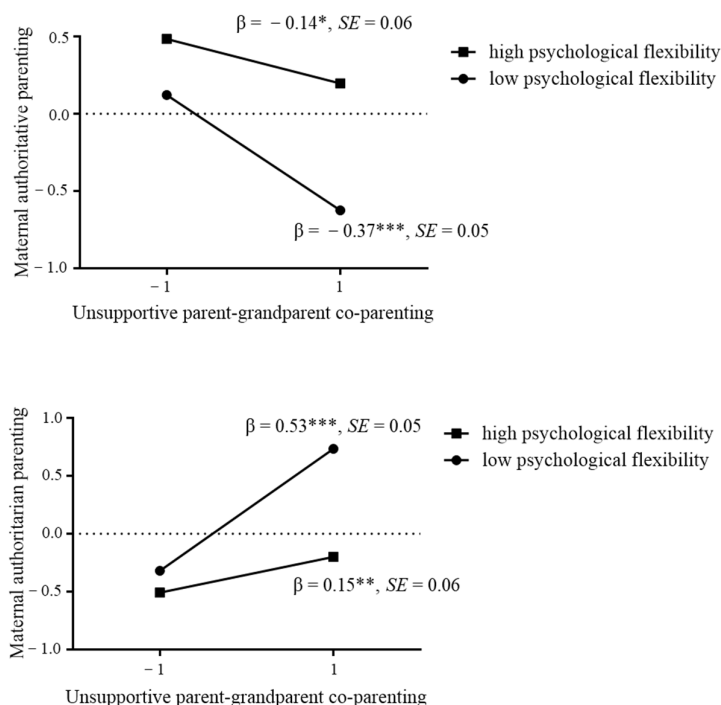 β = − 0.14*, SE = 0.06
high psychological flexibility
low psychological flexibility
Maternal authoritative parenting
0.5
0.0
− 0.5
− 1.0
β = − 0.37***, SE = 0.05
− 1
1
Unsupportive parent-grandparent co-parenting
β = 0.53***, SE = 0.05
high psychological flexibility
low psychological flexibility
Maternal authoritarian parenting
1.0
0.5
0.0
− 0.5
− 1.0
β = 0.15**, SE = 0.06
− 1
1
Unsupportive parent-grandparent co-parenting